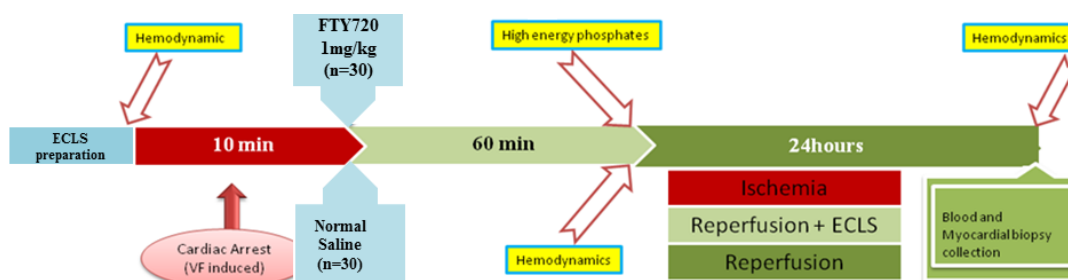 Hemodynamic
FTY720
1mg/kg
(n=30)
High energy phosphates
Hemodynamics
ECLS
preparation
10 min
60 min
24hours
Cardiac Arrest
(VF induced)
Normal
Saline
(n=30)
Hemodynamics
Ischemia
Reperfusion + ECLS
Reperfusion
Blood and
Myocardial biopsy
collection